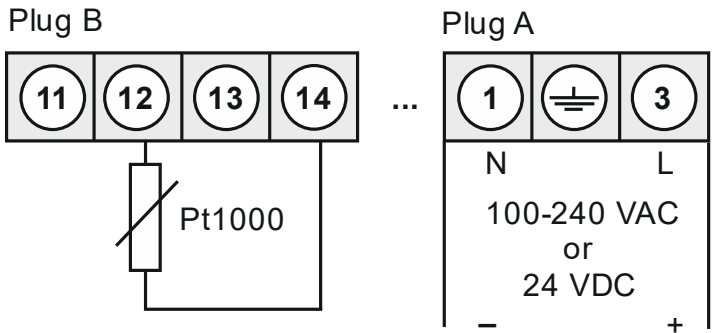 Plug B
Plug A
11 12 13 14 ... 1 3
N L
Pt1000
100-240 VAC
or
24 VDC
– +